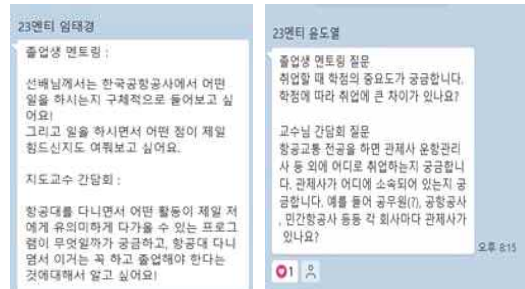 23멘티 임태경
졸업생 멘토링 :
선배님께서는 한국공항공사에서 어떤
일을 하시는지 구체적으로 들어보고 싶
어요!
그리고 일을 하시면서 어떤 점이 제일
힘드신지도 여쭤보고 싶어요.
지도교수 간담회 :
항공대를 다니면서 어떤 활동이 제일 저
에게 유의미하게 다가올 수 있는 프로그
램이 무엇일까가 궁금하고, 항공대 다니
면서 이거는 꼭 하고 졸업해야 한다는
것에대해서 알고 싶어요!
23멘티 윤도열
졸업생 멘토링 질문
취업할 때 학점의 중요도가 궁금합니다.
학점에 따라 취업에 큰 차이가 있나요?
교수님 간담회 질문
항공교통 전공을 하면 관제사 운항관리
사 등 외에 어디로 취업하는지 궁금합니
다. 관제사가 어디에 소속되어 있는지 궁
금합니다. 예를 들어 공무원(?), 공항공사
, 민간항공사 등등 각 회사마다 관제사가
있나요?
오후 8:15
1